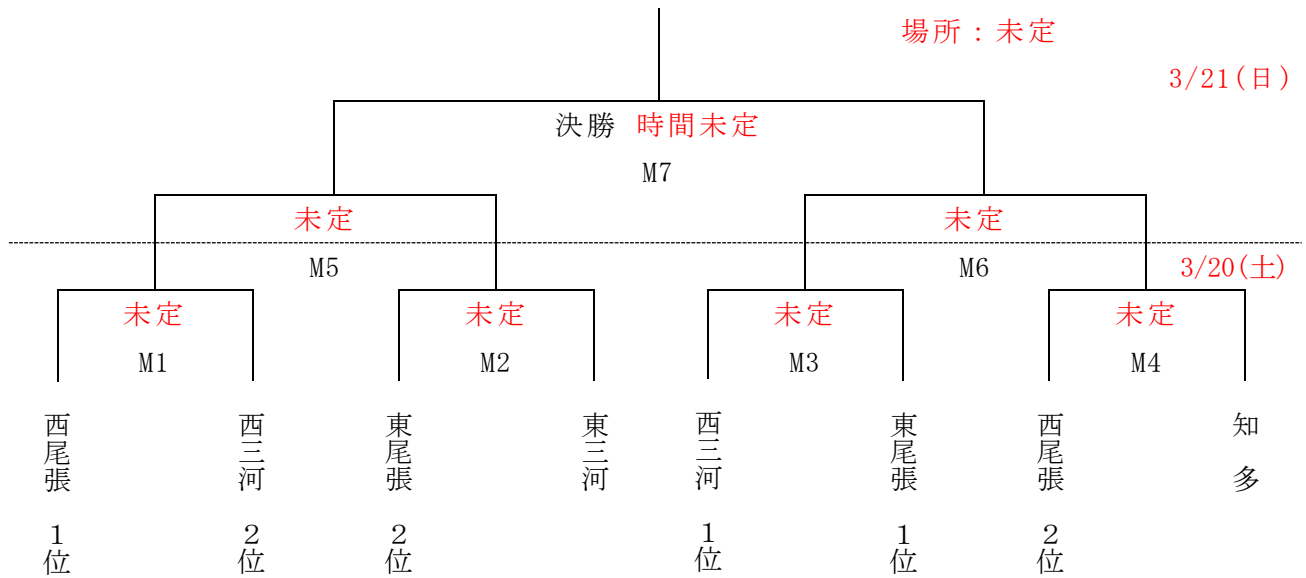 場所：未定
3/21(日)
決勝 時間未定
M7
未定 未定
M5 M6 3/20(土)
未定 未定 未定 未定
M1 M2 M3 M4
西尾張 1位
西三河 2位
東尾張 2位
東三河
西三河 1位
東尾張 1位
西尾張 2位
知多